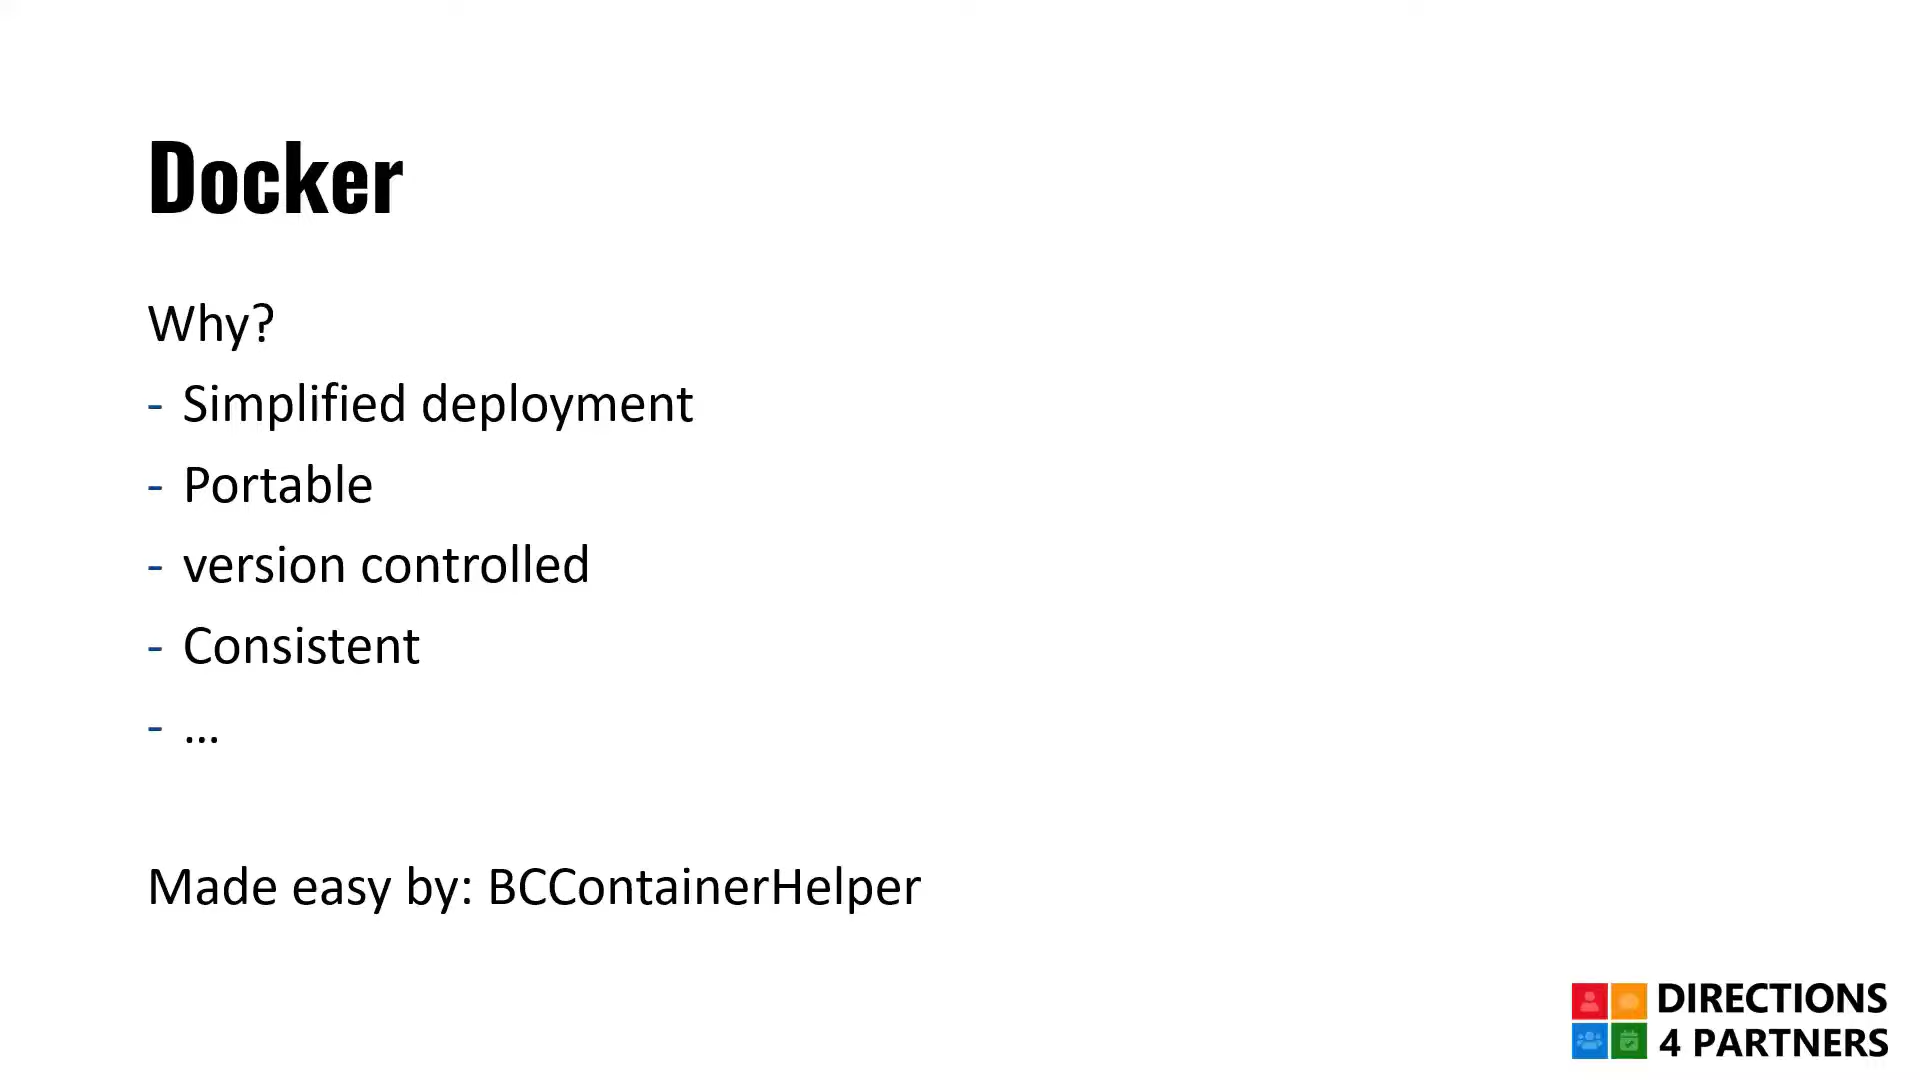 Docker
Why?
- Simplified deployment
- Portable
- version controlled
- Consistent
- ...
Made easy by: BCContainerHelper
DIRECTIONS
4 PARTNERS